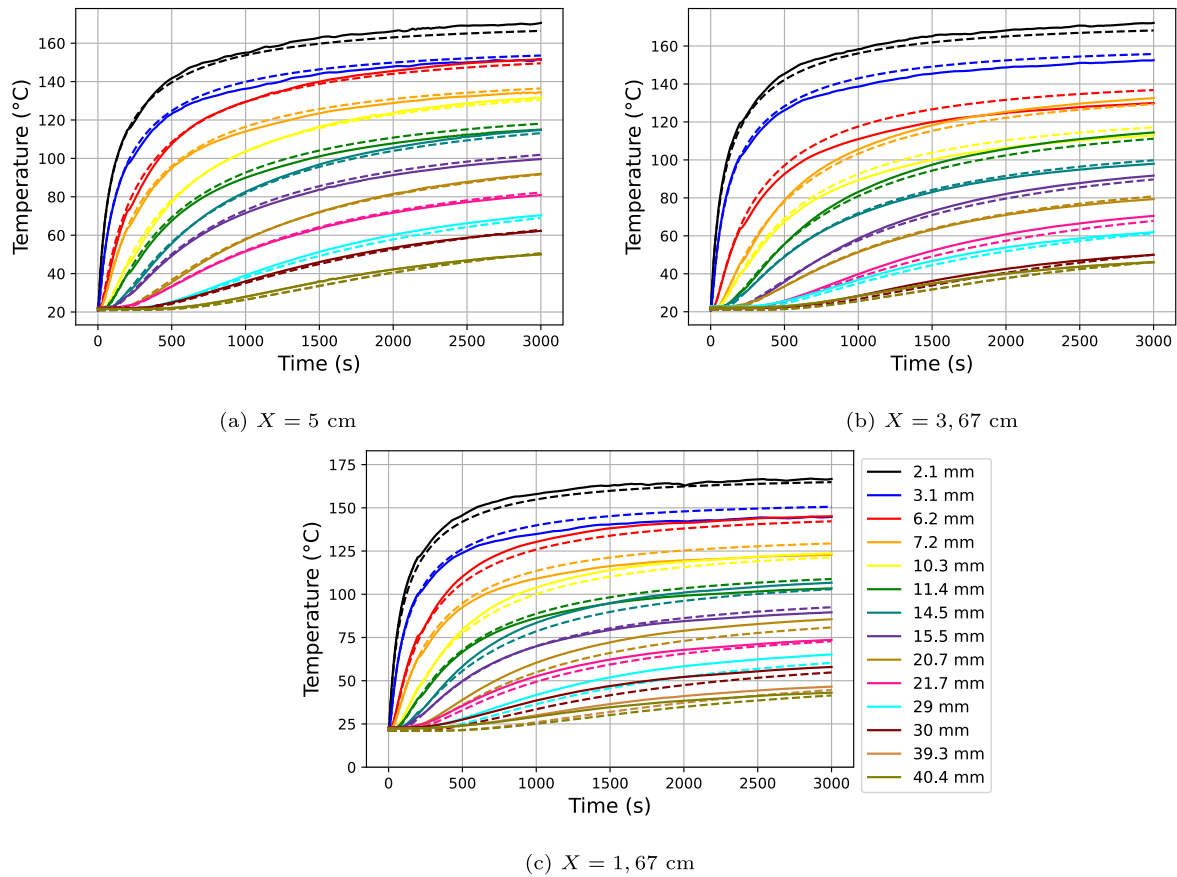 160
140
120
100
80
60
40
20
Temperature (°C)
0 500 1000 1500 2000 2500 3000
Time (s)
(a) X = 5 cm
160
140
120
100
80
60
40
20
Temperature (°C)
0 500 1000 1500 2000 2500 3000
Time (s)
(b) X = 3, 67 cm
175
150
125
100
75
50
25
0
Temperature (°C)
0 500 1000 1500 2000 2500 3000
Time (s)
2.1 mm
3.1 mm
6.2 mm
7.2 mm
10.3 mm
11.4 mm
14.5 mm
15.5 mm
20.7 mm
21.7 mm
29 mm
30 mm
39.3 mm
40.4 mm
(c) X = 1, 67 cm